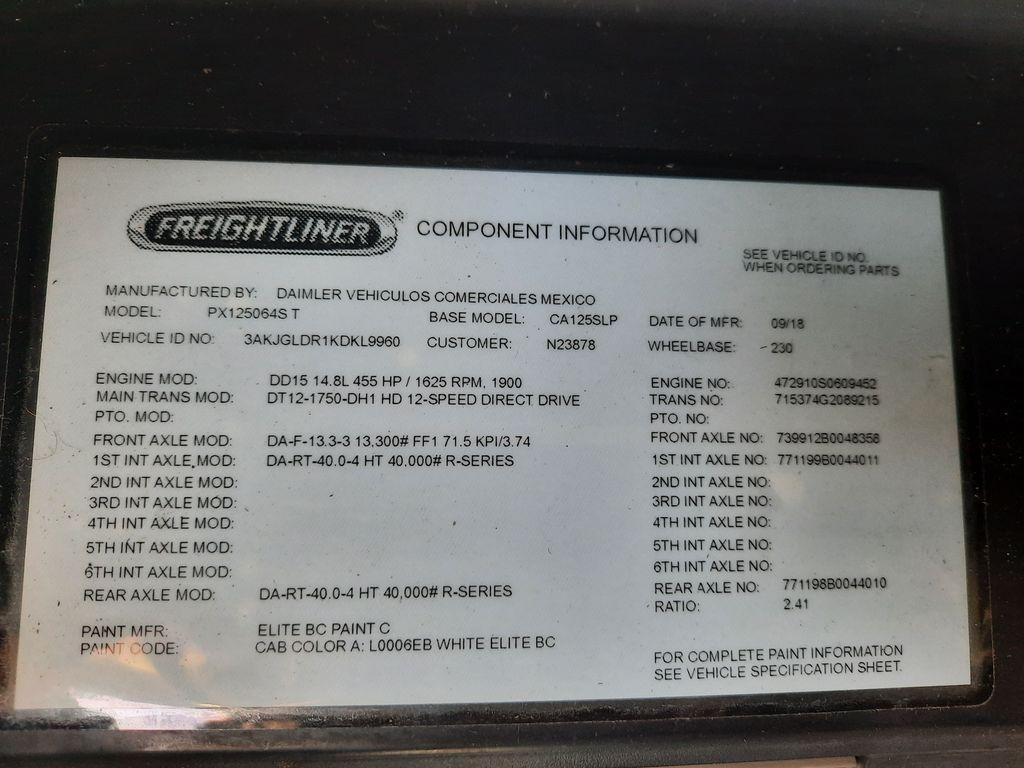 FREIGHTLINER® COMPONENT INFORMATION
SEE VEHICLE ID NO.
WHEN ORDERING PARTS
MANUFACTURED BY: DAIMLER VEHICULOS COMERCIALES MEXICO
MODEL: PX125064S T BASE MODEL: CA125SLP DATE OF MFR: 09/18
VEHICLE ID NO: 3AKJGLDR1KDKL9960 CUSTOMER: N23878 WHEELBASE: 230
ENGINE MOD: DD15 14.8L 455 HP / 1625 RPM, 1900 ENGINE NO: 472910S0609452
MAIN TRANS MOD: DT12-1750-DH1 HD 12-SPEED DIRECT DRIVE TRANS NO: 715374G2089215
PTO. MOD: PTO. NO:
FRONT AXLE MOD: DA-F-13.3-3 13,300# FF1 71.5 KPI/3.74 FRONT AXLE NO: 739912B0048358
1ST INT AXLE MOD: DA-RT-40.0-4 HT 40,000# R-SERIES 1ST INT AXLE NO: 771199B0044011
2ND INT AXLE MOD: 2ND INT AXLE NO:
3RD INT AXLE MOD: 3RD INT AXLE NO:
4TH INT AXLE MOD: 4TH INT AXLE NO:
5TH INT AXLE MOD: 5TH INT AXLE NO:
6TH INT AXLE MOD: 6TH INT AXLE NO:
REAR AXLE MOD: DA-RT-40.0-4 HT 40,000# R-SERIES REAR AXLE NO: 771198B0044010
RATIO: 2.41
PAINT MFR: ELITE BC PAINT C
PAINT CODE: CAB COLOR A: L0006EB WHITE ELITE BC
FOR COMPLETE PAINT INFORMATION
SEE VEHICLE SPECIFICATION SHEET.